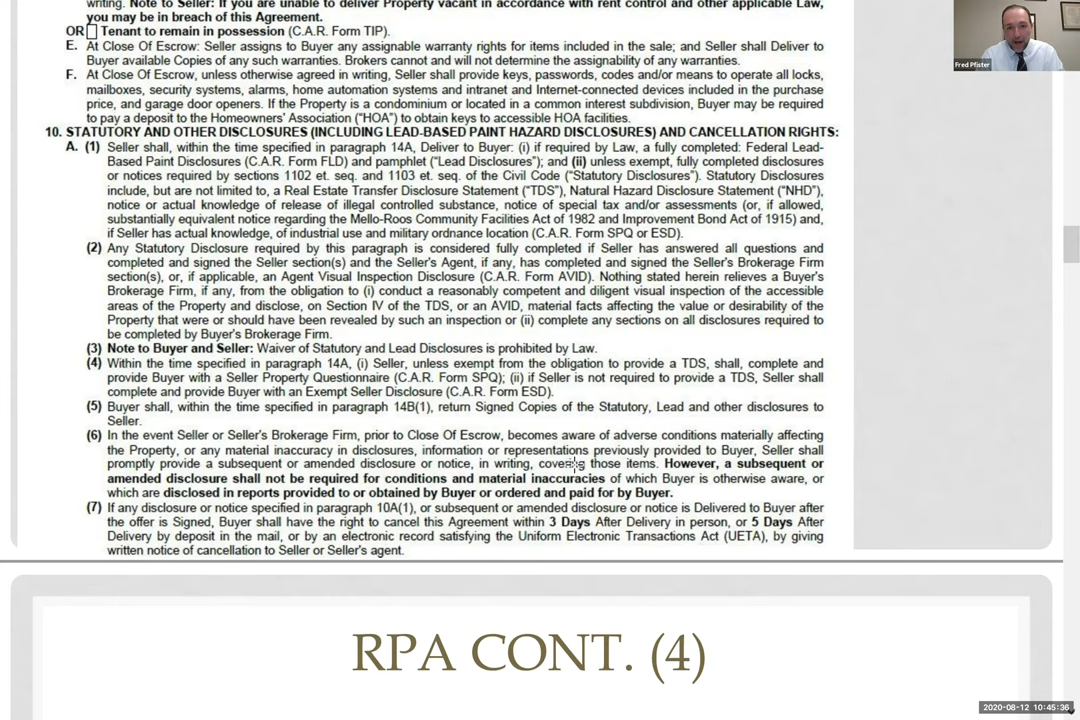 writing. Note to Seller: If you are unable to deliver Property vacant in accordance with rent control and other applicable Law,
you may be in breach of this Agreement.
OR Tenant to remain in possession (C.A.R. Form TIP).
E. At Close Of Escrow: Seller assigns to Buyer any assignable warranty rights for items included in the sale; and Seller shall Deliver to
Buyer available Copies of any such warranties. Brokers cannot and will not determine the assignability of any warranties.
F. At Close Of Escrow, unless otherwise agreed in writing, Seller shall provide keys, passwords, codes and/or means to operate all locks,
mailboxes, security systems, alarms, home automation systems and intranet and Internet-connected devices included in the purchase
price, and garage door openers. If the Property is a condominium or located in a common interest subdivision, Buyer may be required
to pay a deposit to the Homeowners' Association ("HOA") to obtain keys to accessible HOA facilities.
10. STATUTORY AND OTHER DISCLOSURES (INCLUDING LEAD-BASED PAINT HAZARD DISCLOSURES) AND CANCELLATION RIGHTS:
A. (1) Seller shall, within the time specified in paragraph 14A, Deliver to Buyer: (i) if required by Law, a fully completed: Federal Lead-
Based Paint Disclosures (C.A.R. Form FLD) and pamphlet ("Lead Disclosures"); and (ii) unless exempt, fully completed disclosures
or notices required by sections 1102 et. seq. and 1103 et. seq. of the Civil Code ("Statutory Disclosures"). Statutory Disclosures
include, but are not limited to, a Real Estate Transfer Disclosure Statement ("TDS"), Natural Hazard Disclosure Statement ("NHD"),
notice or actual knowledge of release of illegal controlled substance, notice of special tax and/or assessments (or, if allowed,
substantially equivalent notice regarding the Mello-Roos Community Facilities Act of 1982 and Improvement Bond Act of 1915) and,
if Seller has actual knowledge, of industrial use and military ordnance location (C.A.R. Form SPQ or ESD).
(2) Any Statutory Disclosure required by this paragraph is considered fully completed if Seller has answered all questions and
completed and signed the Seller section(s) and the Seller's Agent, if any, has completed and signed the Seller's Brokerage Firm
section(s), or, if applicable, an Agent Visual Inspection Disclosure (C.A.R. Form AVID). Nothing stated herein relieves a Buyer's
Brokerage Firm, if any, from the obligation to (i) conduct a reasonably competent and diligent visual inspection of the accessible
areas of the Property and disclose, on Section IV of the TDS, or an AVID, material facts affecting the value or desirability of the
Property that were or should have been revealed by such an inspection or (ii) complete any sections on all disclosures required to
be completed by Buyer's Brokerage Firm.
(3) Note to Buyer and Seller: Waiver of Statutory and Lead Disclosures is prohibited by Law.
(4) Within the time specified in paragraph 14A, (i) Seller, unless exempt from the obligation to provide a TDS, shall, complete and
provide Buyer with a Seller Property Questionnaire (C.A.R. Form SPQ); (ii) if Seller is not required to provide a TDS, Seller shall
complete and provide Buyer with an Exempt Seller Disclosure (C.A.R. Form ESD).
(5) Buyer shall, within the time specified in paragraph 14B(1), return Signed Copies of the Statutory, Lead and other disclosures to
Seller.
(6) In the event Seller or Seller's Brokerage Firm, prior to Close Of Escrow, becomes aware of adverse conditions materially affecting
the Property, or any material inaccuracy in disclosures, information or representations previously provided to Buyer, Seller shall
promptly provide a subsequent or amended disclosure or notice, in writing, covering those items. However, a subsequent or
amended disclosure shall not be required for conditions and material inaccuracies of which Buyer is otherwise aware, or
which are disclosed in reports provided to or obtained by Buyer or ordered and paid for by Buyer.
(7) If any disclosure or notice specified in paragraph 10A(1), or subsequent or amended disclosure or notice is Delivered to Buyer after
the offer is Signed, Buyer shall have the right to cancel this Agreement within 3 Days After Delivery in person, or 5 Days After
Delivery by deposit in the mail, or by an electronic record satisfying the Uniform Electronic Transactions Act (UETA), by giving
written notice of cancellation to Seller or Seller's agent.
Fred Pfister
RPA CONT. (4)
2020-08-12 10:45:36